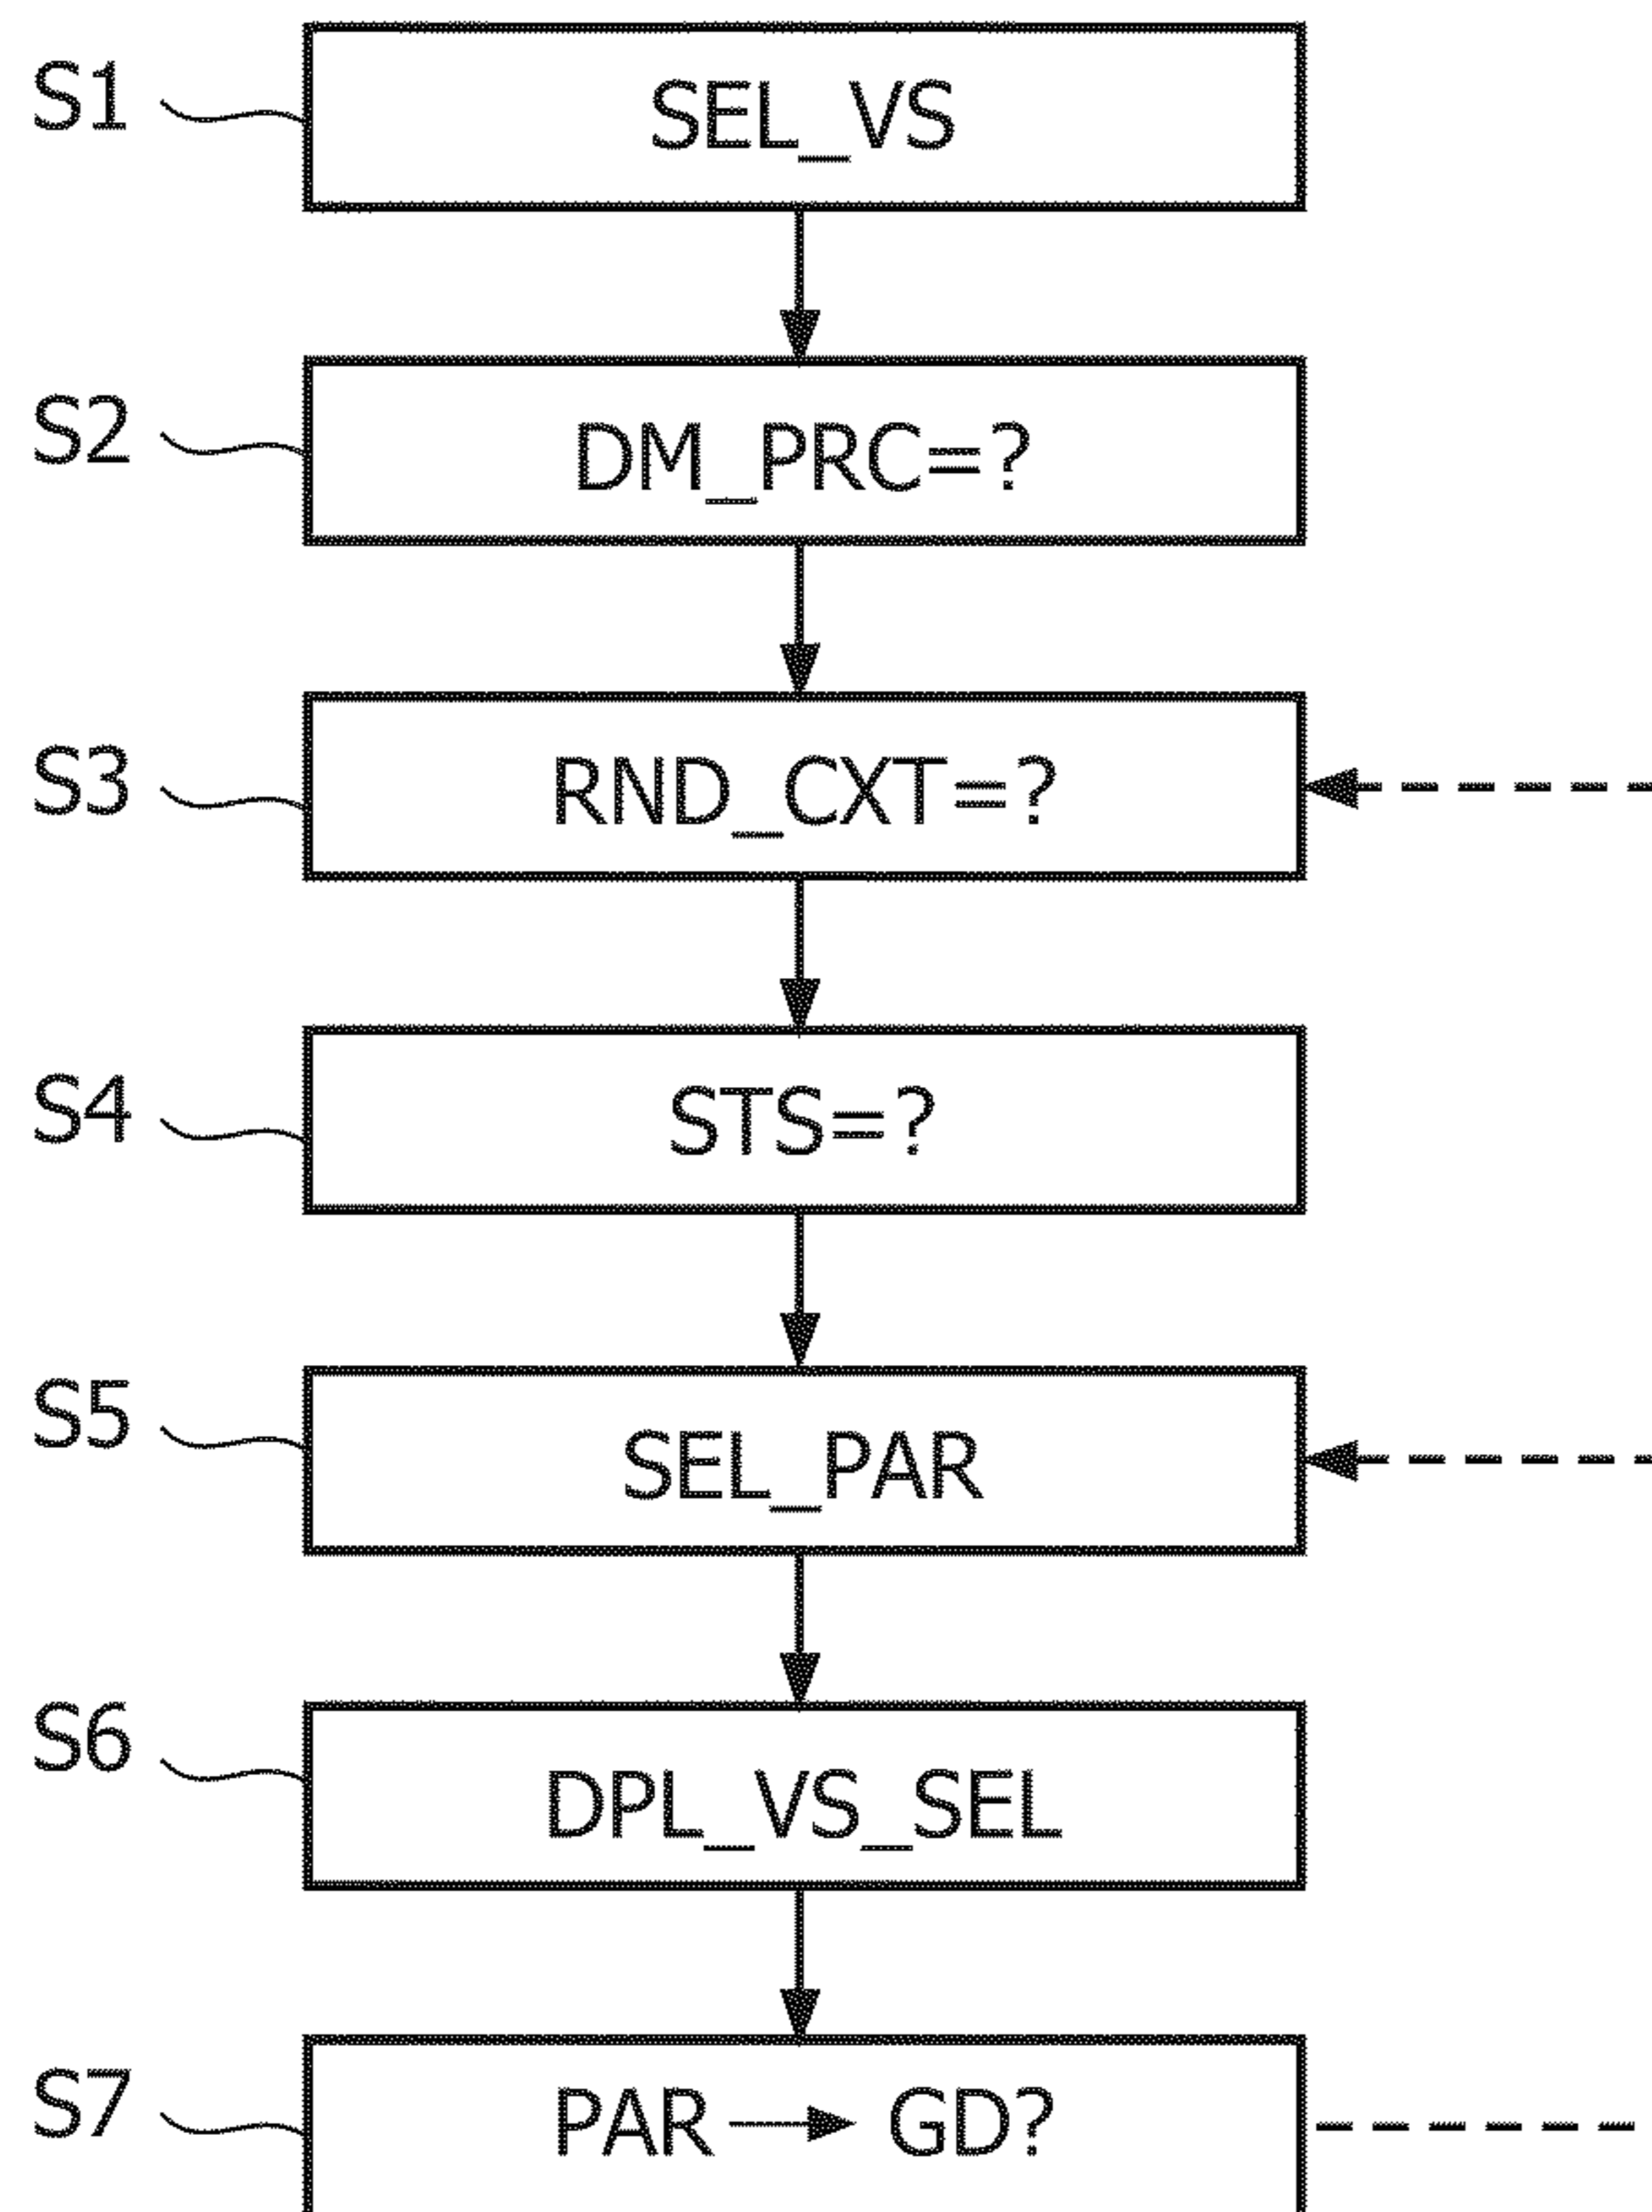 S1 SEL_VS
S2 DM_PRC=?
S3 RND_CXT=?
S4 STS=?
S5 SEL_PAR
S6 DPL_VS_SEL
S7 PAR → GD?